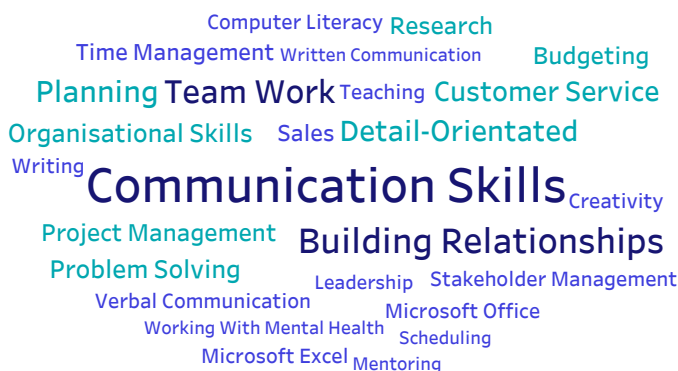 Computer Literacy Research
Time Management Written Communication Budgeting
Planning Team Work Teaching Customer Service
Organisational Skills Sales Detail-Orientated
Writing
Communication Skills
Creativity
Project Management Building Relationships
Problem Solving
Leadership Stakeholder Management
Verbal Communication Microsoft Office
Working With Mental Health Scheduling
Microsoft Excel Mentoring